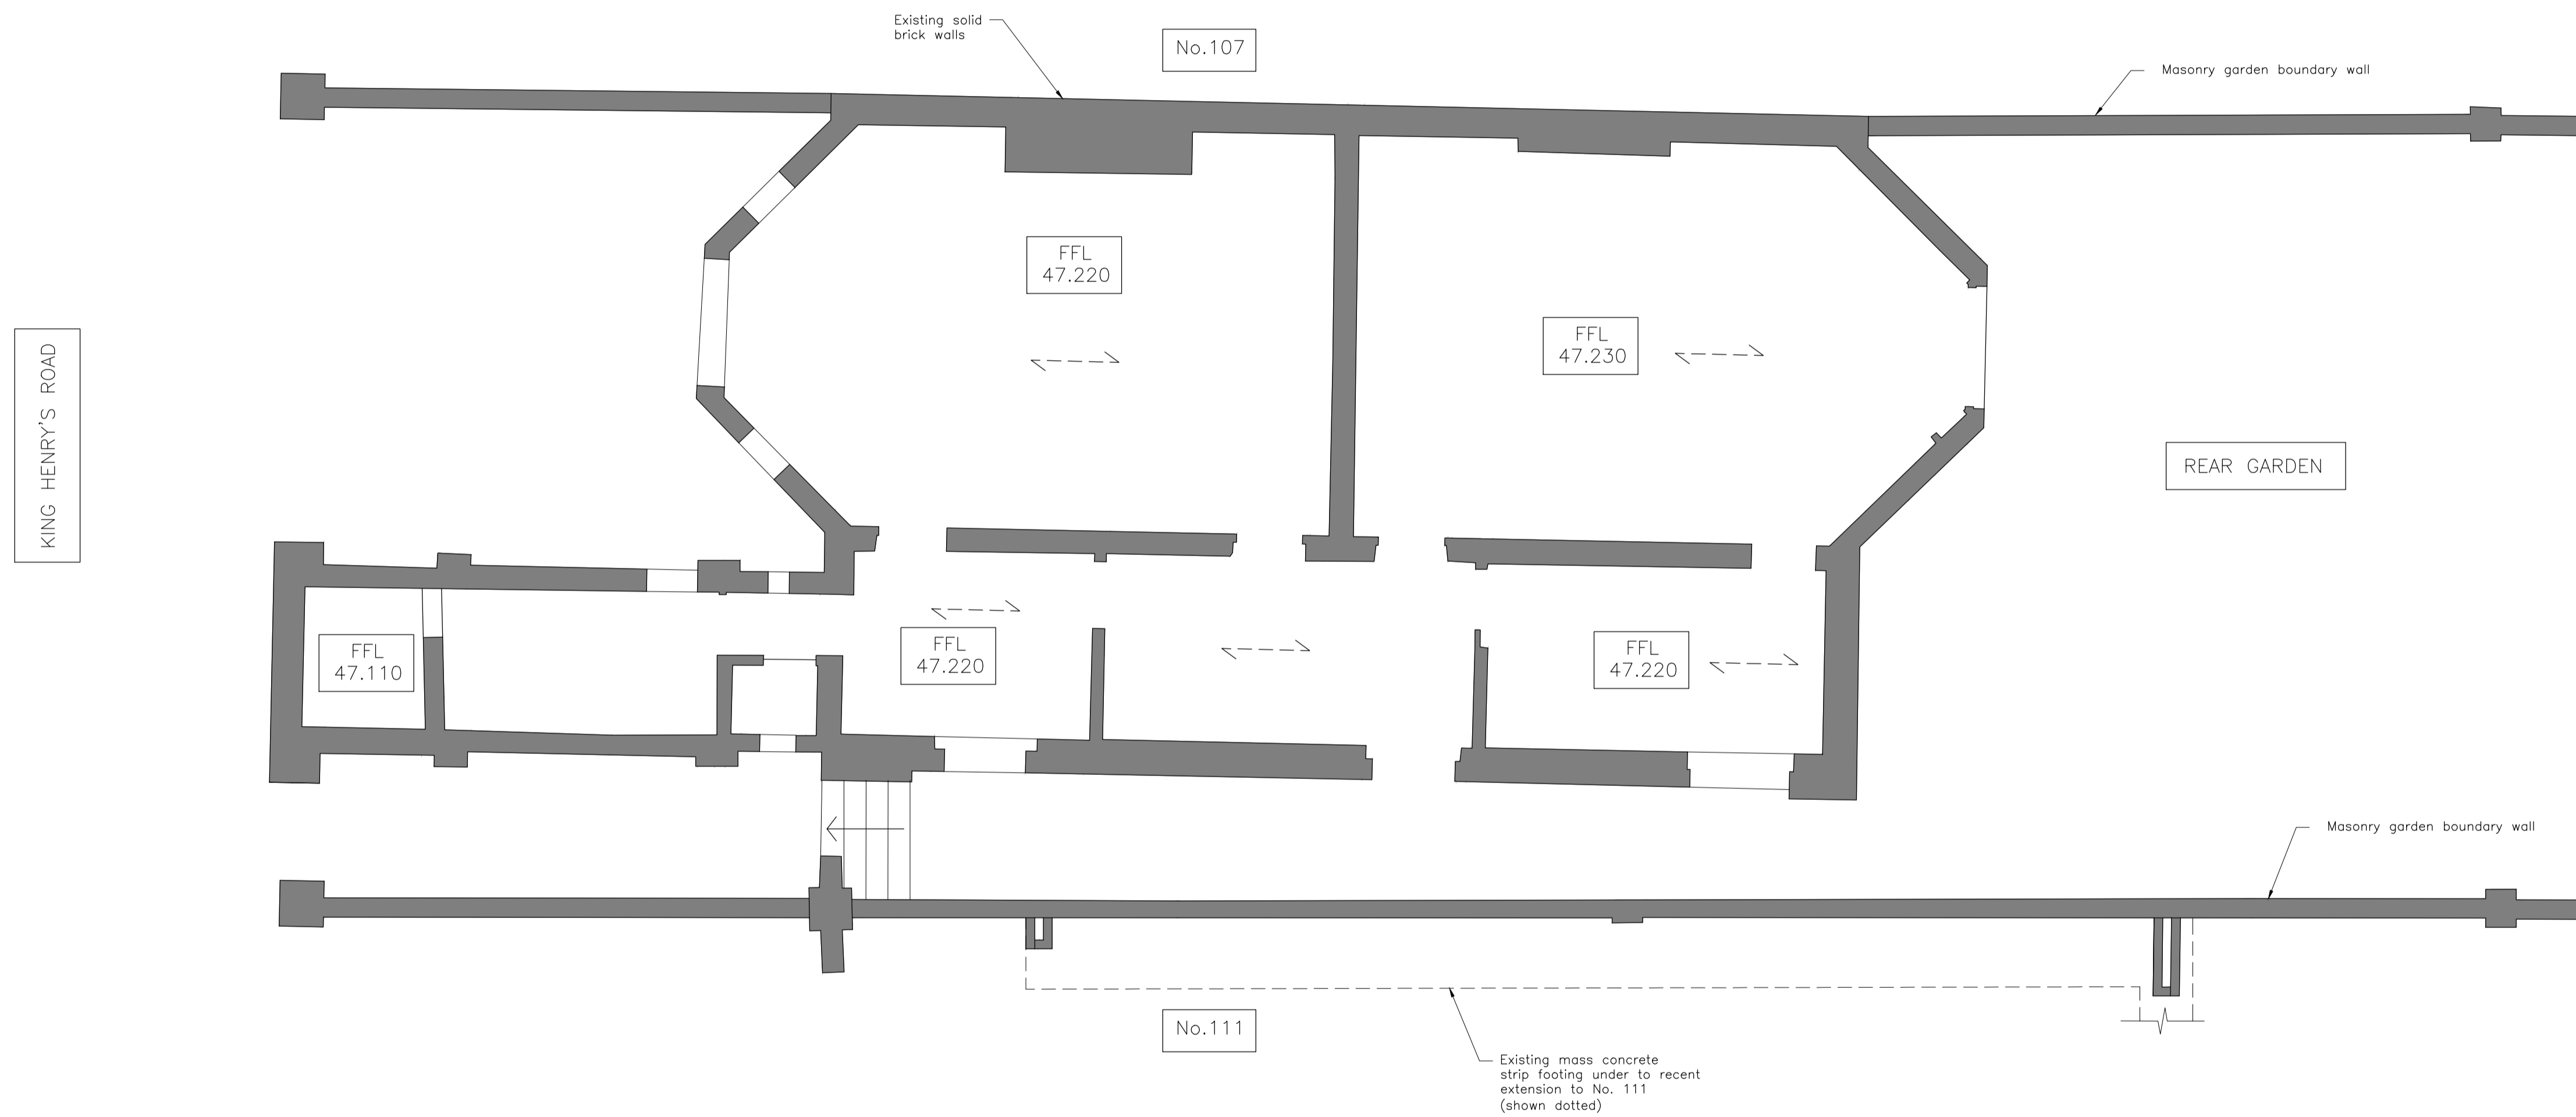 Existing solid
brick walls
No.107
Masonry garden boundary wall
FFL
47.220
FFL
47.230
KING HENRY'S ROAD
REAR GARDEN
FFL
47.110
FFL
47.220
FFL
47.220
Masonry garden boundary wall
No.111
Existing mass concrete
strip footing under to recent
extension to No. 111
(shown dotted)